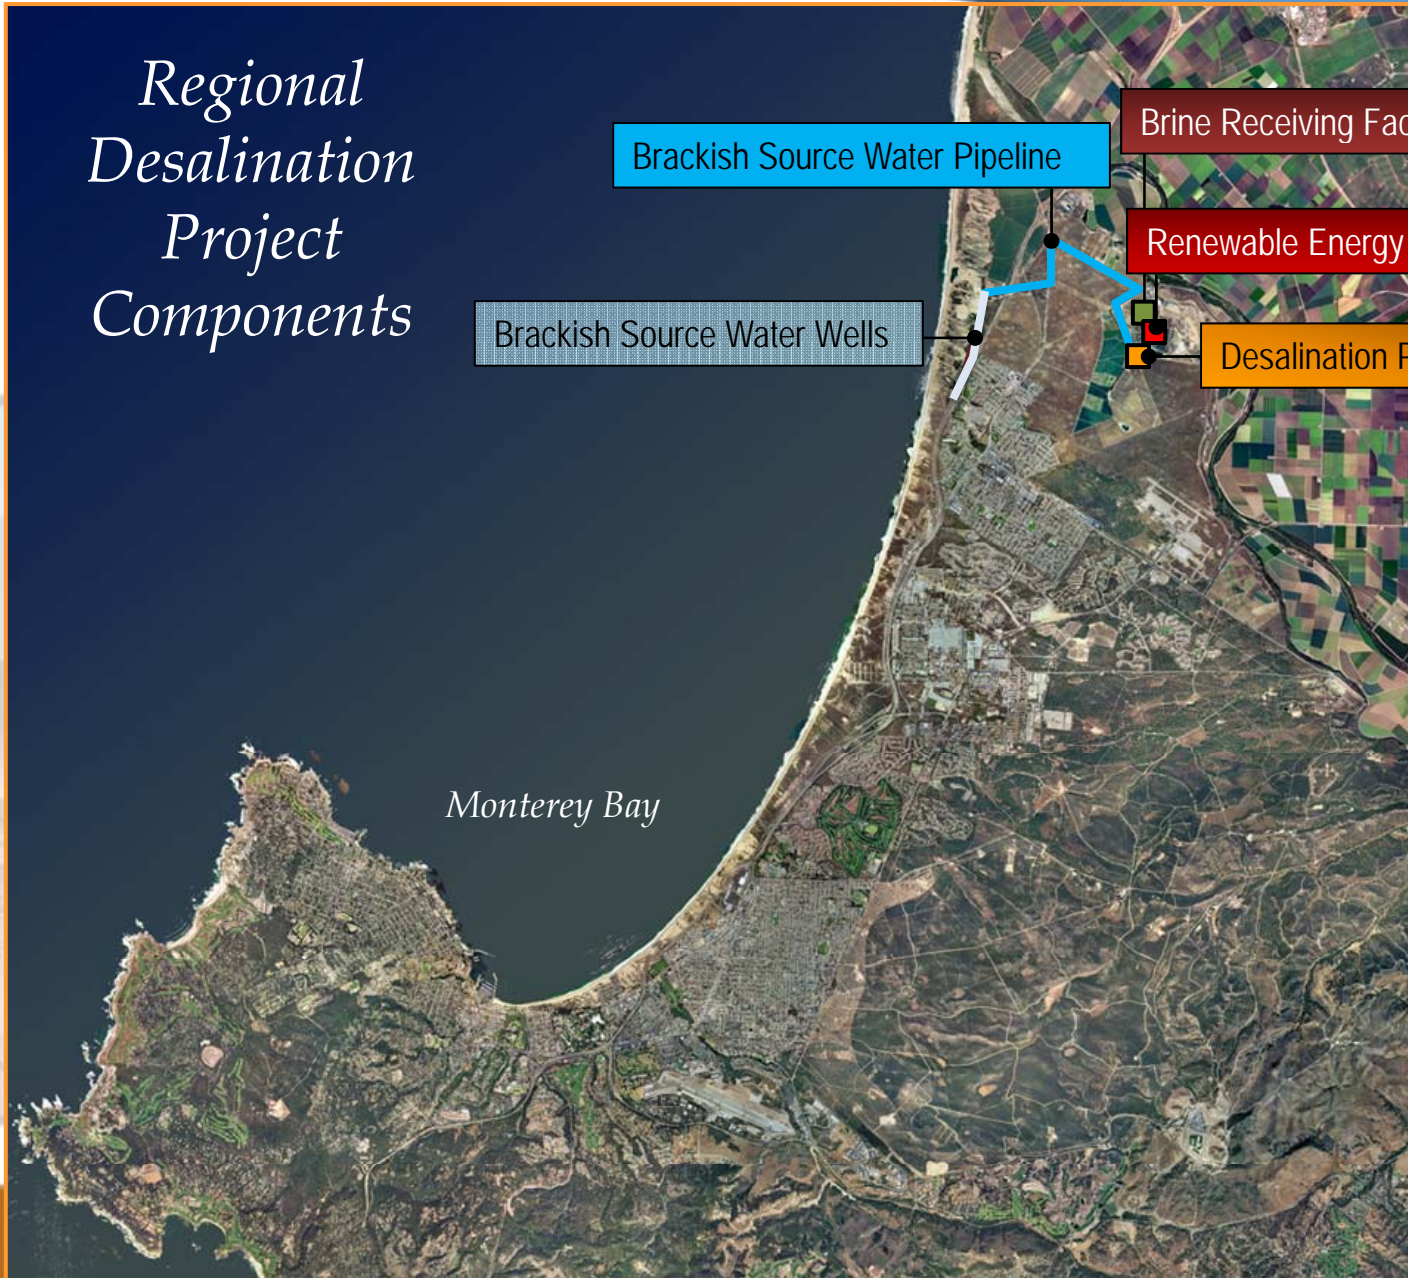 Regional
Desalination
Project
Components
Brine Receiving Fac
Brackish Source Water Pipeline
Renewable Energy
Brackish Source Water Wells
Desalination P
Monterey Bay